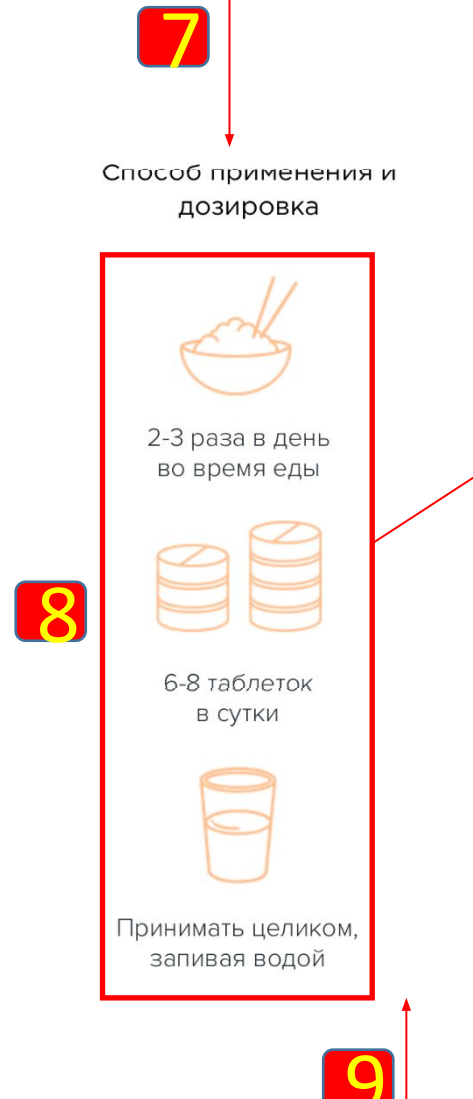 7
Способ применения и
дозировка
2-3 раза в день
во время еды
8
6-8 таблеток
в сутки
Принимать целиком,
запивая водой
9